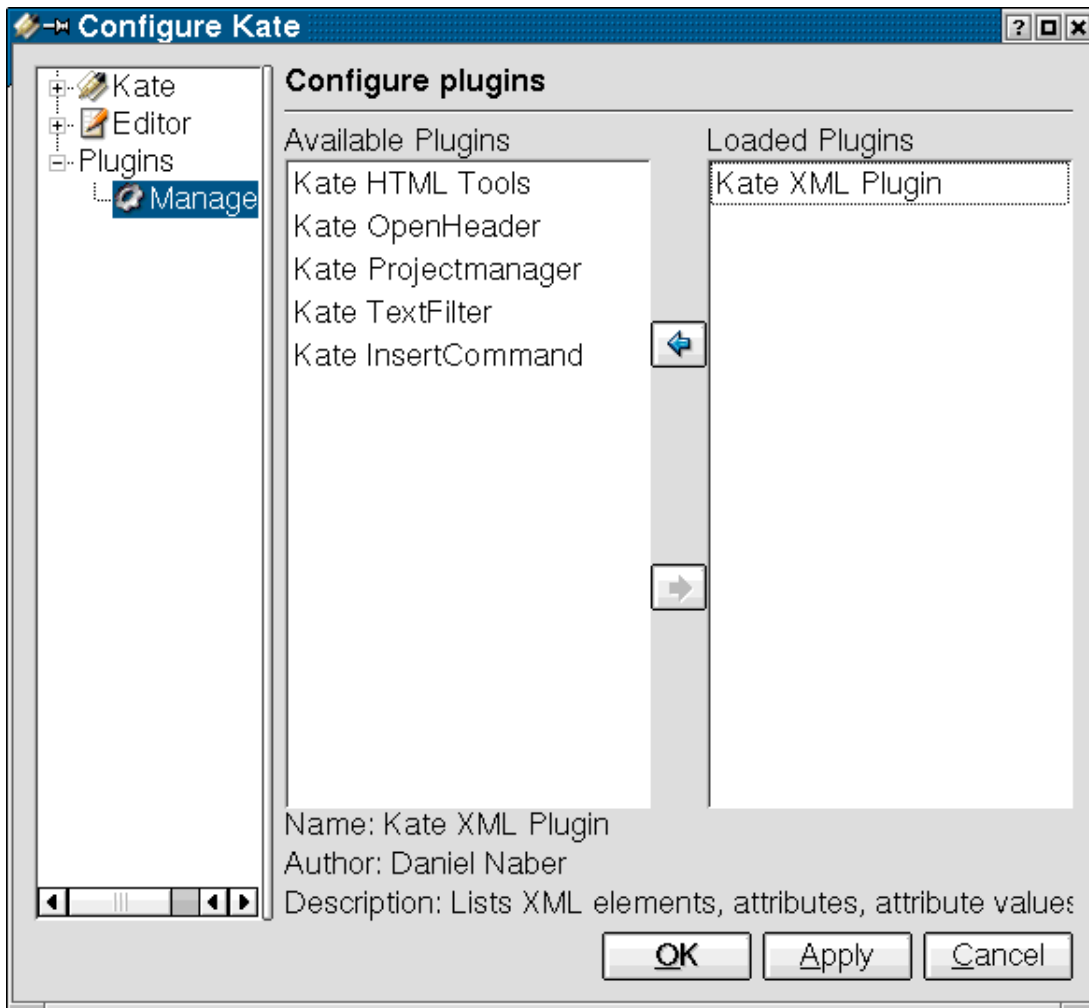 Configure Kate
Kate
Editor
Plugins
Manage
Configure plugins
Available Plugins
Kate HTML Tools
Kate OpenHeader
Kate Projectmanager
Kate TextFilter
Kate InsertCommand
Loaded Plugins
Kate XML Plugin
Name: Kate XML Plugin
Author: Daniel Naber
Description: Lists XML elements, attributes, attribute values
OK
Apply
Cancel